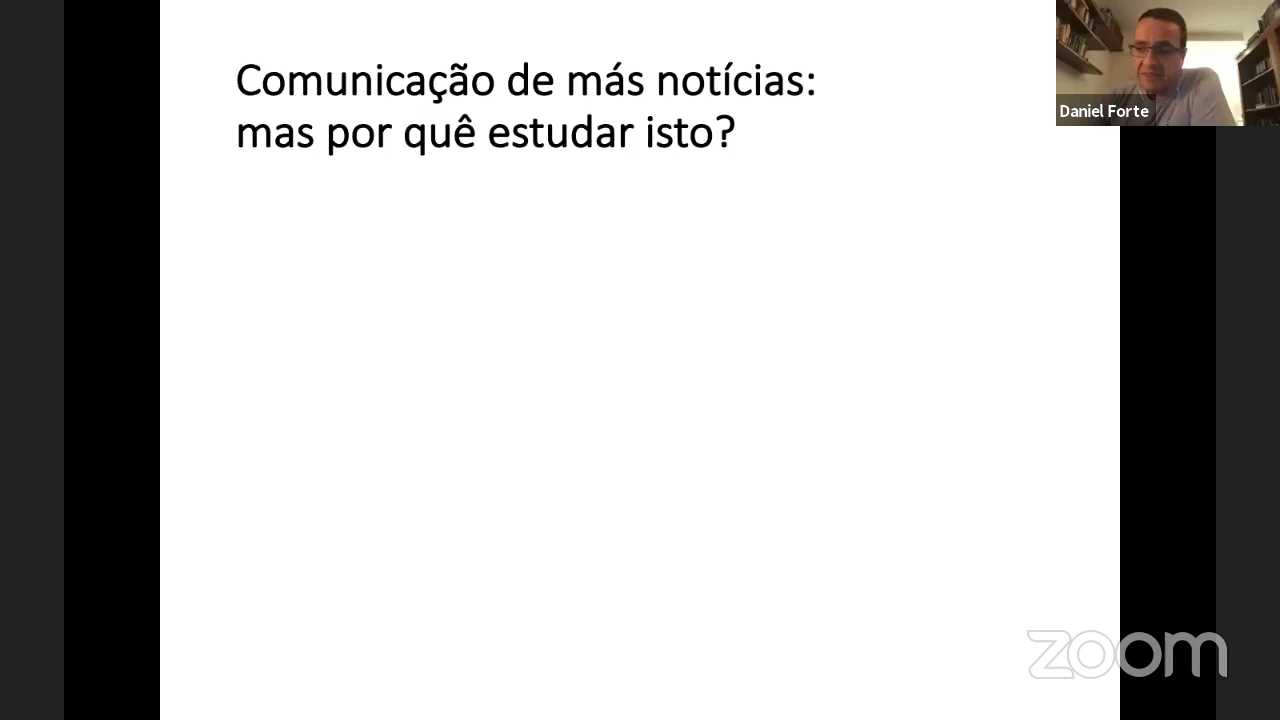 Comunicação de más notícias:
mas por quê estudar isto?
Daniel Forte
zoom